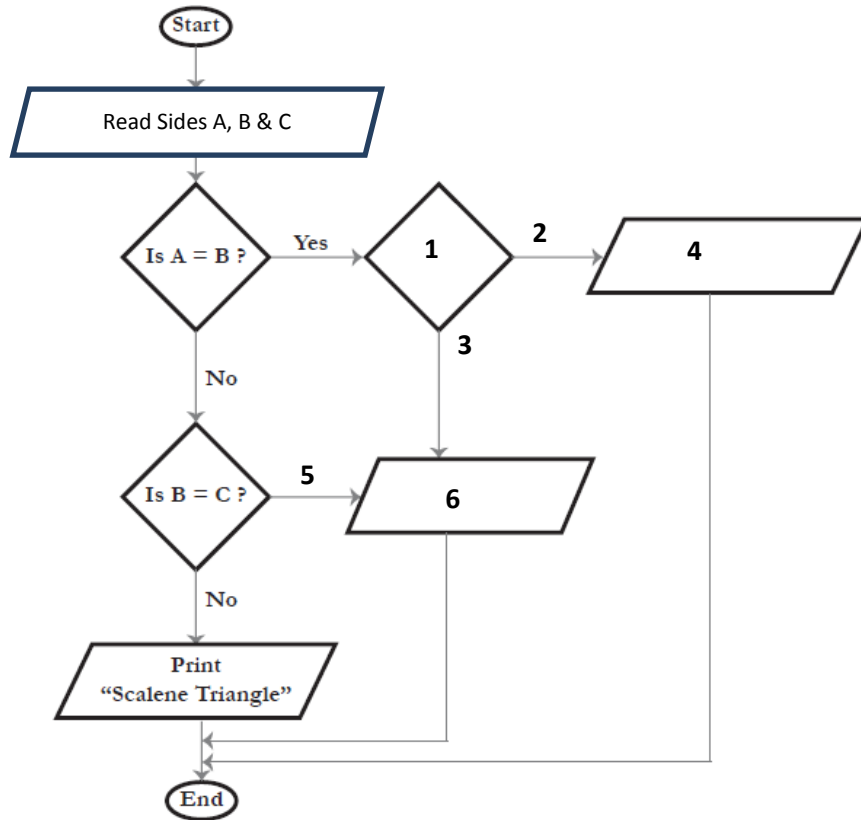 Start
Read Sides A, B & C
Is A = B ?
Yes
1
2
4
3
No
Is B = C ?
5
6
No
Print
“Scalene Triangle”
End